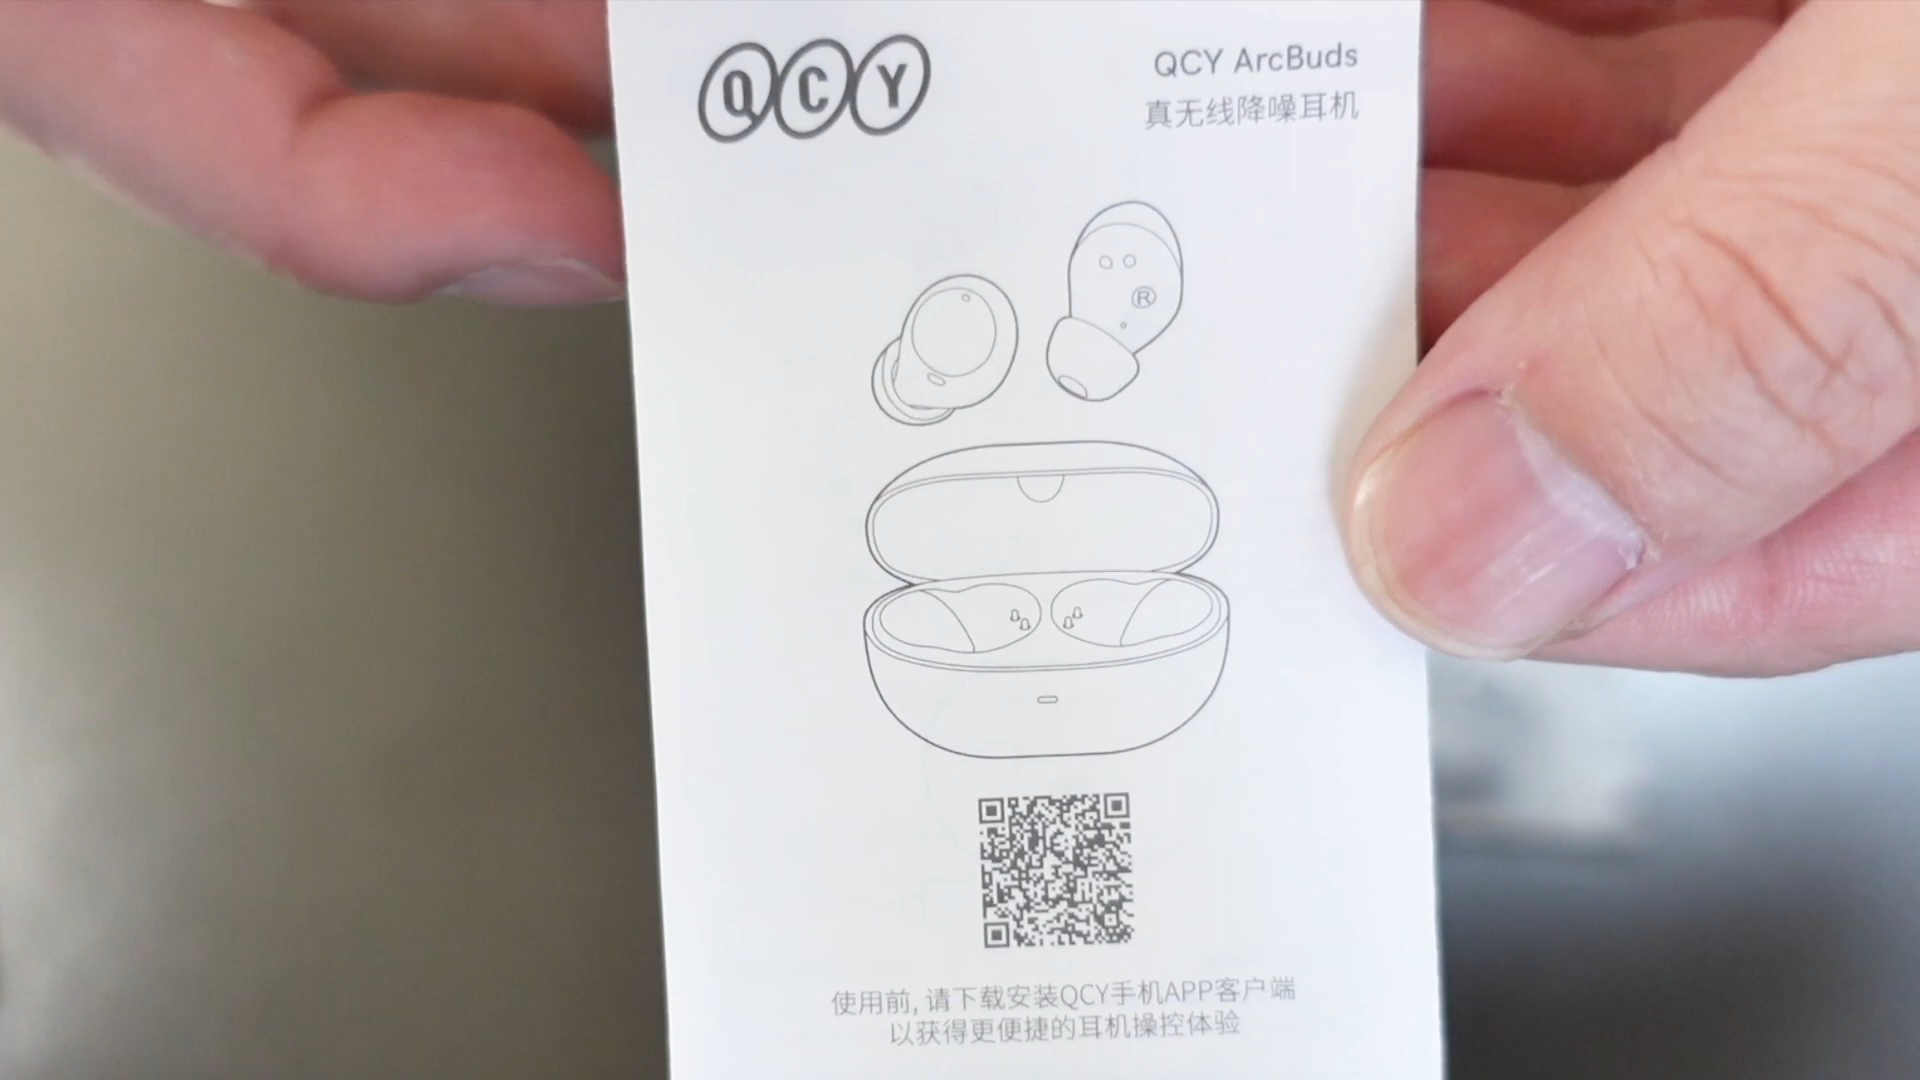 QCY
QCY ArcBuds
真无线降噪耳机
R
使用前, 请下载安装QCY手机APP客户端
以获得更便捷的耳机操控体验